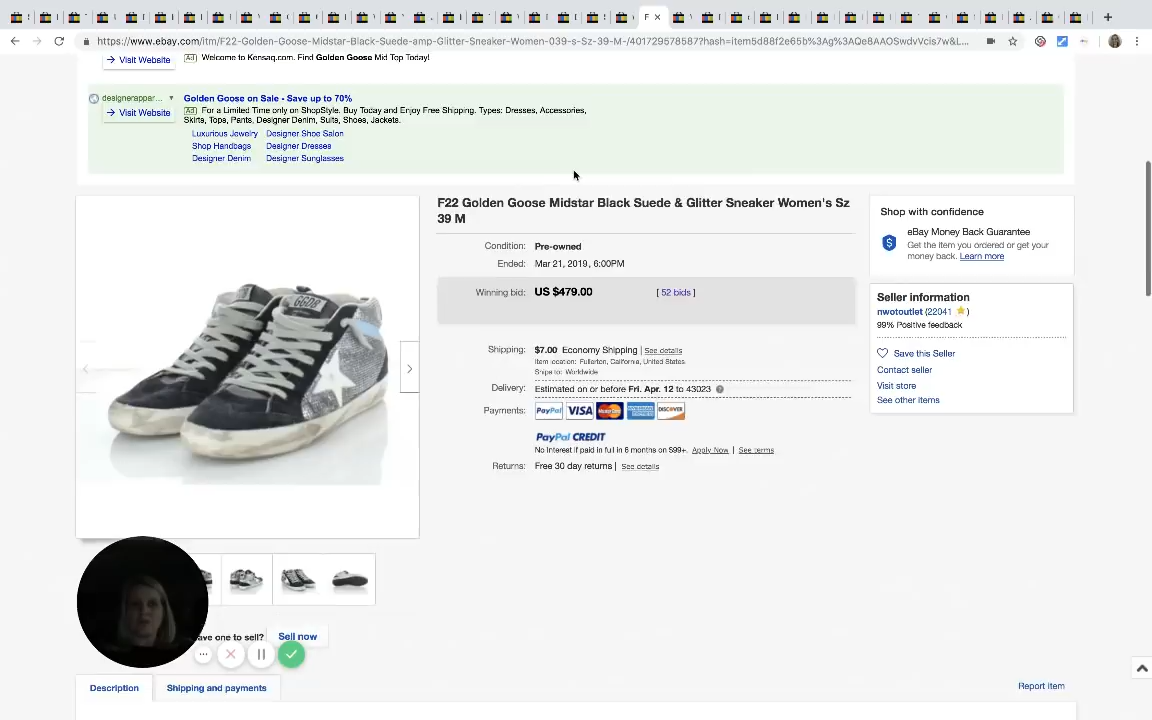 F
https://www.ebay.com/itm/F22-Golden-Goose-Midstar-Black-Suede-amp-Glitter-Sneaker-Women-039-s-Sz-39-M-/401729578587?hash=item5d88f2e65b%3Ag%3AQe8AAOSwdvVcis7w&L...
Visit Website
Ad Welcome to Kensaq.com. Find Golden Goose Mid Top Today!
designerappar...
Visit Website
Golden Goose on Sale - Save up to 70%
Ad For a Limited Time only on ShopStyle. Buy Today and Enjoy Free Shipping. Types: Dresses, Accessories,
Skirts, Tops, Pants, Designer Denim, Suits, Shoes, Jackets.
Luxurious Jewelry Designer Shoe Salon
Shop Handbags Designer Dresses
Designer Denim Designer Sunglasses
F22 Golden Goose Midstar Black Suede & Glitter Sneaker Women's Sz
39 M
Condition: Pre-owned
Ended: Mar 21, 2019, 6:00PM
Winning bid: US $479.00 [ 52 bids ]
Shipping: $7.00 Economy Shipping | See details
Item location: Fullerton, California, United States
Ships to: Worldwide
Delivery: Estimated on or before Fri. Apr. 12 to 43023
Payments: PayPal VISA MasterCard AMERICAN EXPRESS DISCOVER
PayPal CREDIT
No Interest if paid in full in 6 months on $99+. Apply Now | See terms
Returns: Free 30 day returns | See details
Shop with confidence
eBay Money Back Guarantee
Get the item you ordered or get your
money back. Learn more
Seller information
nwotoutlet (22041)
99% Positive feedback
Save this Seller
Contact seller
Visit store
See other items
GGDB
ave one to sell? Sell now
Description
Shipping and payments
Report item